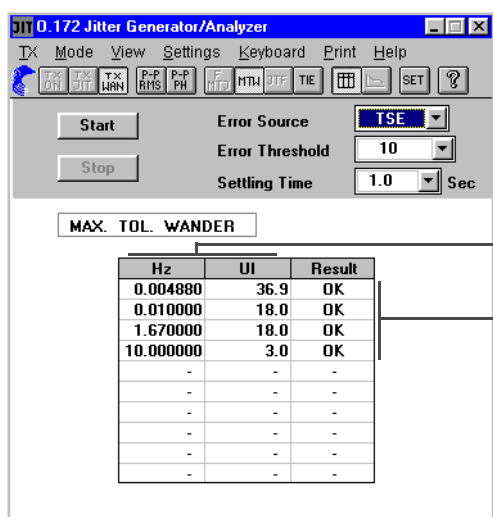 JIT O.172 Jitter Generator/Analyzer
TX Mode View Settings Keyboard Print Help
TX ON TX JIT TX WAN P-P RMS P-P PH F MTJ MTW JTF TIE SET ?
Start Error Source TSE
Error Threshold 10
Stop
Settling Time 1.0 Sec
MAX. TOL. WANDER
Hz UI Result
0.004880 36.9 OK
0.010000 18.0 OK
1.670000 18.0 OK
10.000000 3.0 OK
- - -
- - -
- - -
- - -
- - -
- - -